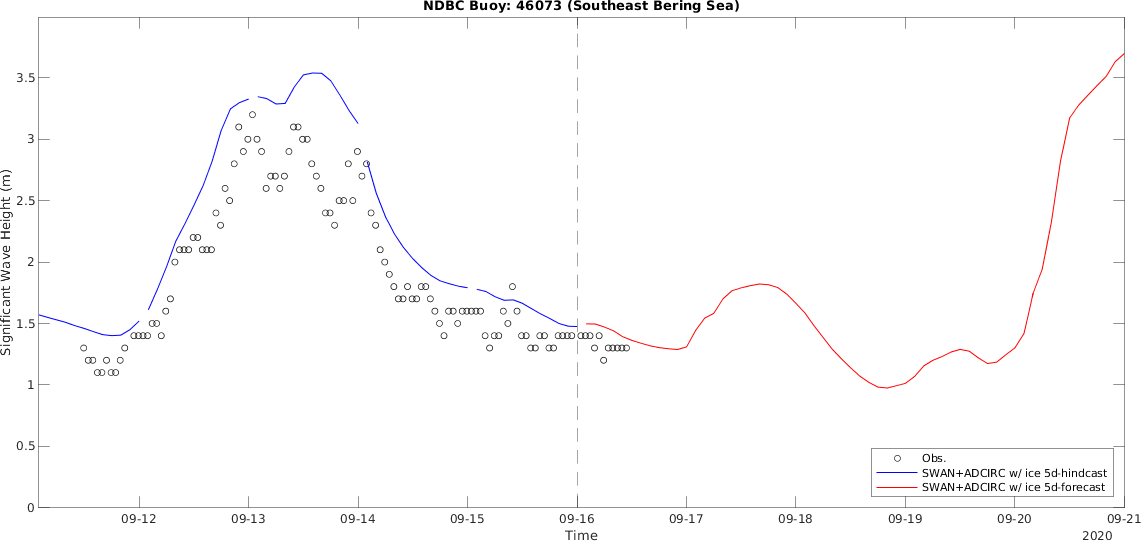 NDBC Buoy: 46073 (Southeast Bering Sea)
Significant Wave Height (m)
3.5
3
2.5
2
1.5
1
0.5
0
Obs.
SWAN+ADCIRC w/ ice 5d-hindcast
SWAN+ADCIRC w/ ice 5d-forecast
09-12 09-13 09-14 09-15 09-16 09-17 09-18 09-19 09-20 09-21
Time
2020